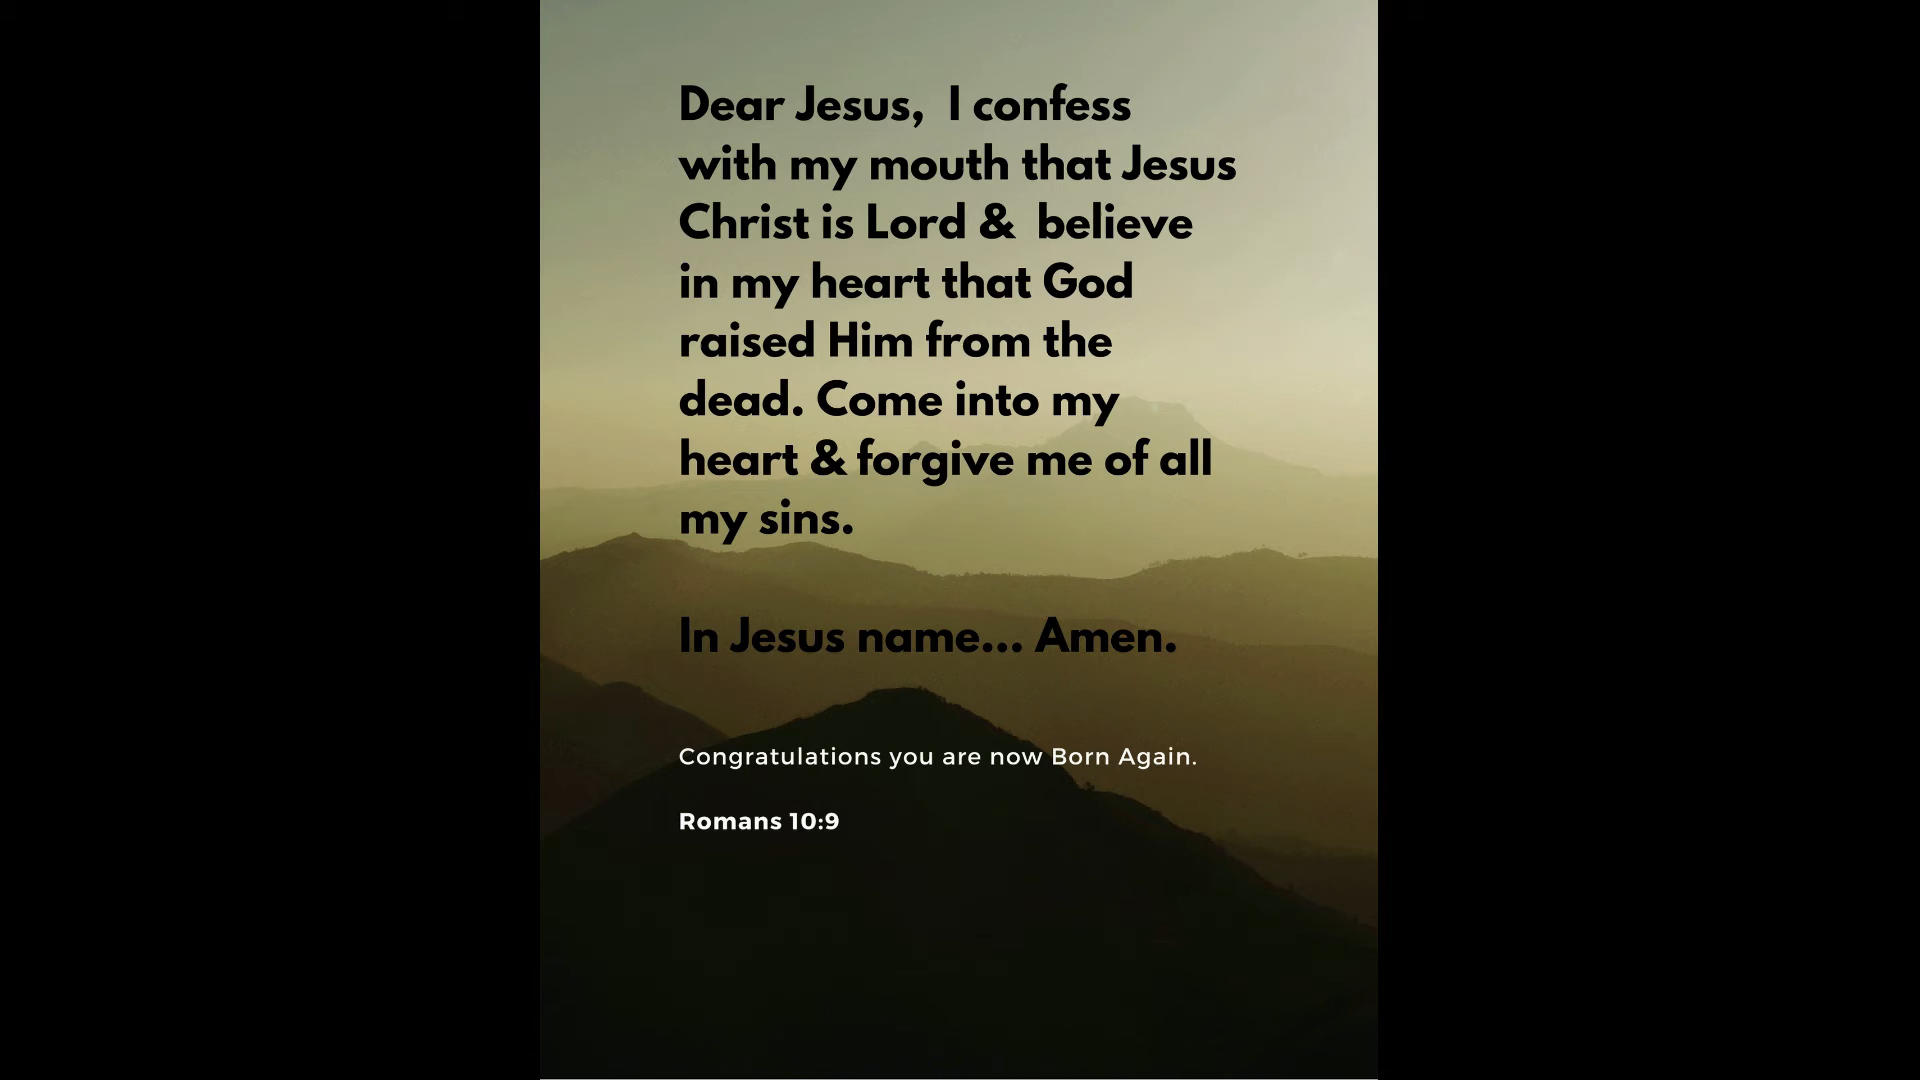 Dear Jesus,  I confess
with my mouth that Jesus
Christ is Lord &  believe
in my heart that God
raised Him from the
dead. Come into my
heart & forgive me of all
my sins.
In Jesus name... Amen.
Congratulations you are now Born Again.
Romans 10:9